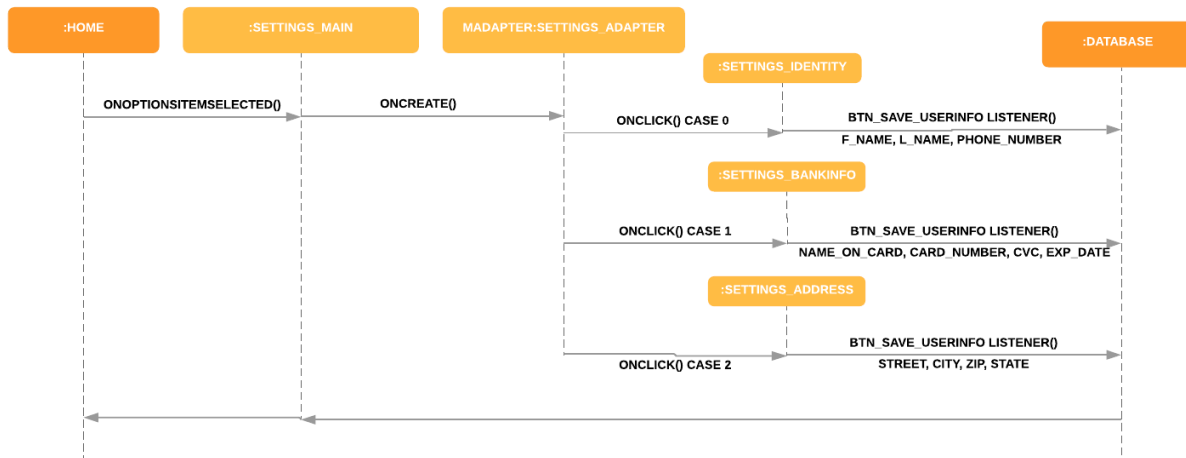 :HOME
:SETTINGS_MAIN
MADAPTER:SETTINGS_ADAPTER
:DATABASE
:SETTINGS_IDENTITY
ONOPTIONSITEMSELECTED()
ONCREATE()
ONCLICK() CASE 0
BTN_SAVE_USERINFO LISTENER()
F_NAME, L_NAME, PHONE_NUMBER
:SETTINGS_BANKINFO
ONCLICK() CASE 1
BTN_SAVE_USERINFO LISTENER()
NAME_ON_CARD, CARD_NUMBER, CVC, EXP_DATE
:SETTINGS_ADDRESS
BTN_SAVE_USERINFO LISTENER()
ONCLICK() CASE 2
STREET, CITY, ZIP, STATE